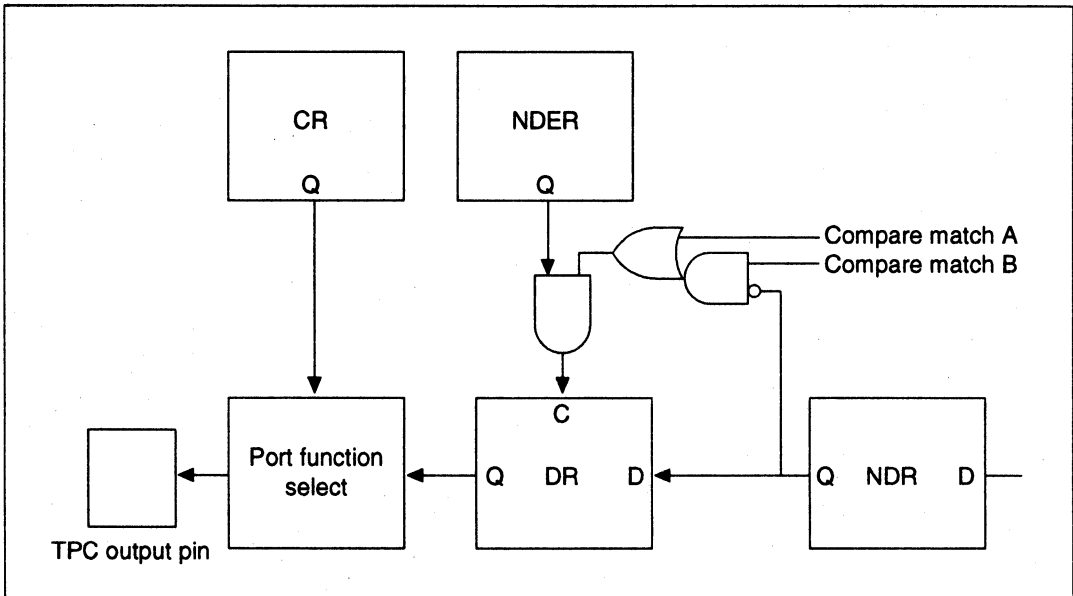 CR
Q
NDER
Q
Compare match A
Compare match B
C
Port function
select
Q
DR
D
Q
NDR
D
TPC output pin